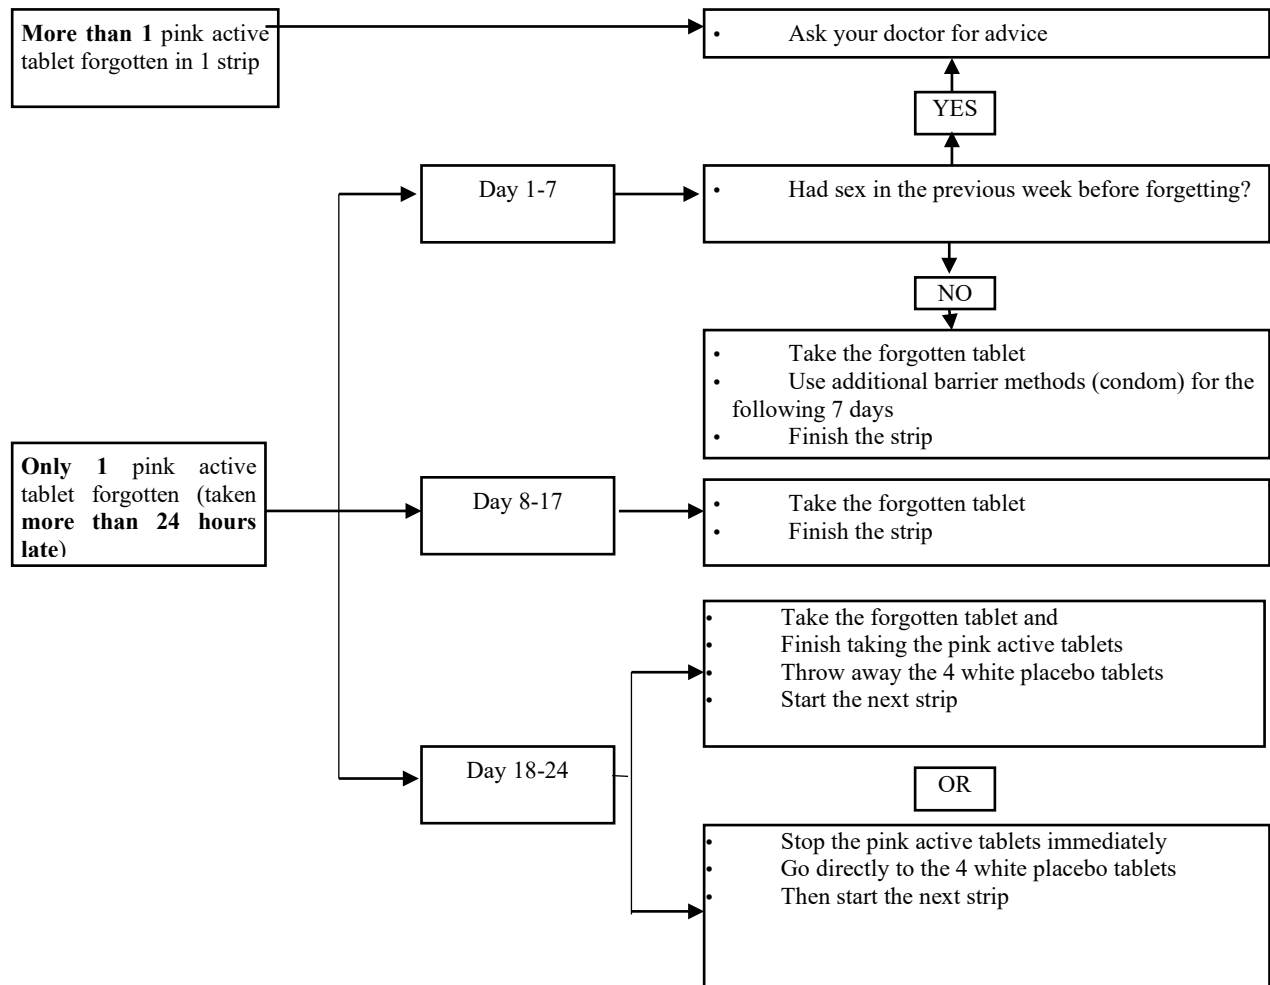 More than 1 pink active
tablet forgotten in 1 strip
• Ask your doctor for advice
YES
Day 1-7
• Had sex in the previous week before forgetting?
NO
• Take the forgotten tablet
• Use additional barrier methods (condom) for the
following 7 days
• Finish the strip
Only 1 pink active
tablet forgotten (taken
more than 24 hours
late)
Day 8-17
• Take the forgotten tablet
• Finish the strip
Day 18-24
• Take the forgotten tablet and
• Finish taking the pink active tablets
• Throw away the 4 white placebo tablets
• Start the next strip
OR
• Stop the pink active tablets immediately
• Go directly to the 4 white placebo tablets
• Then start the next strip